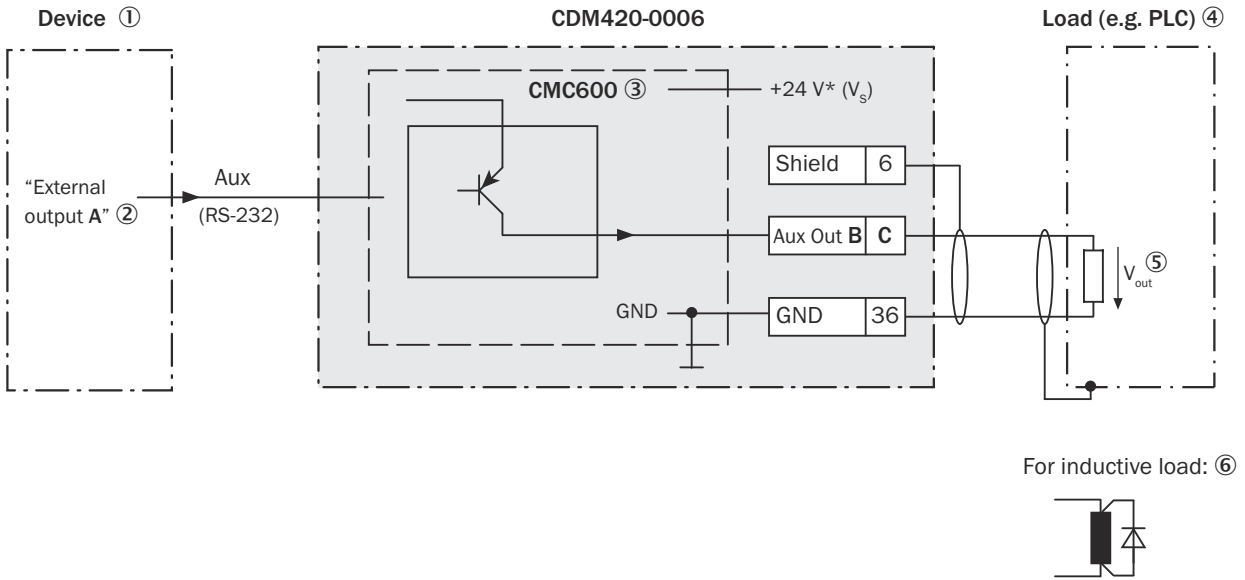 Device ①
CDM420-0006
Load (e.g. PLC) ④
CMC600 ③
+24 V* (Vs)
Shield 6
"External
output A" ②
Aux
(RS-232)
Aux Out B C
Vout ⑤
GND
GND 36
For inductive load: ⑥